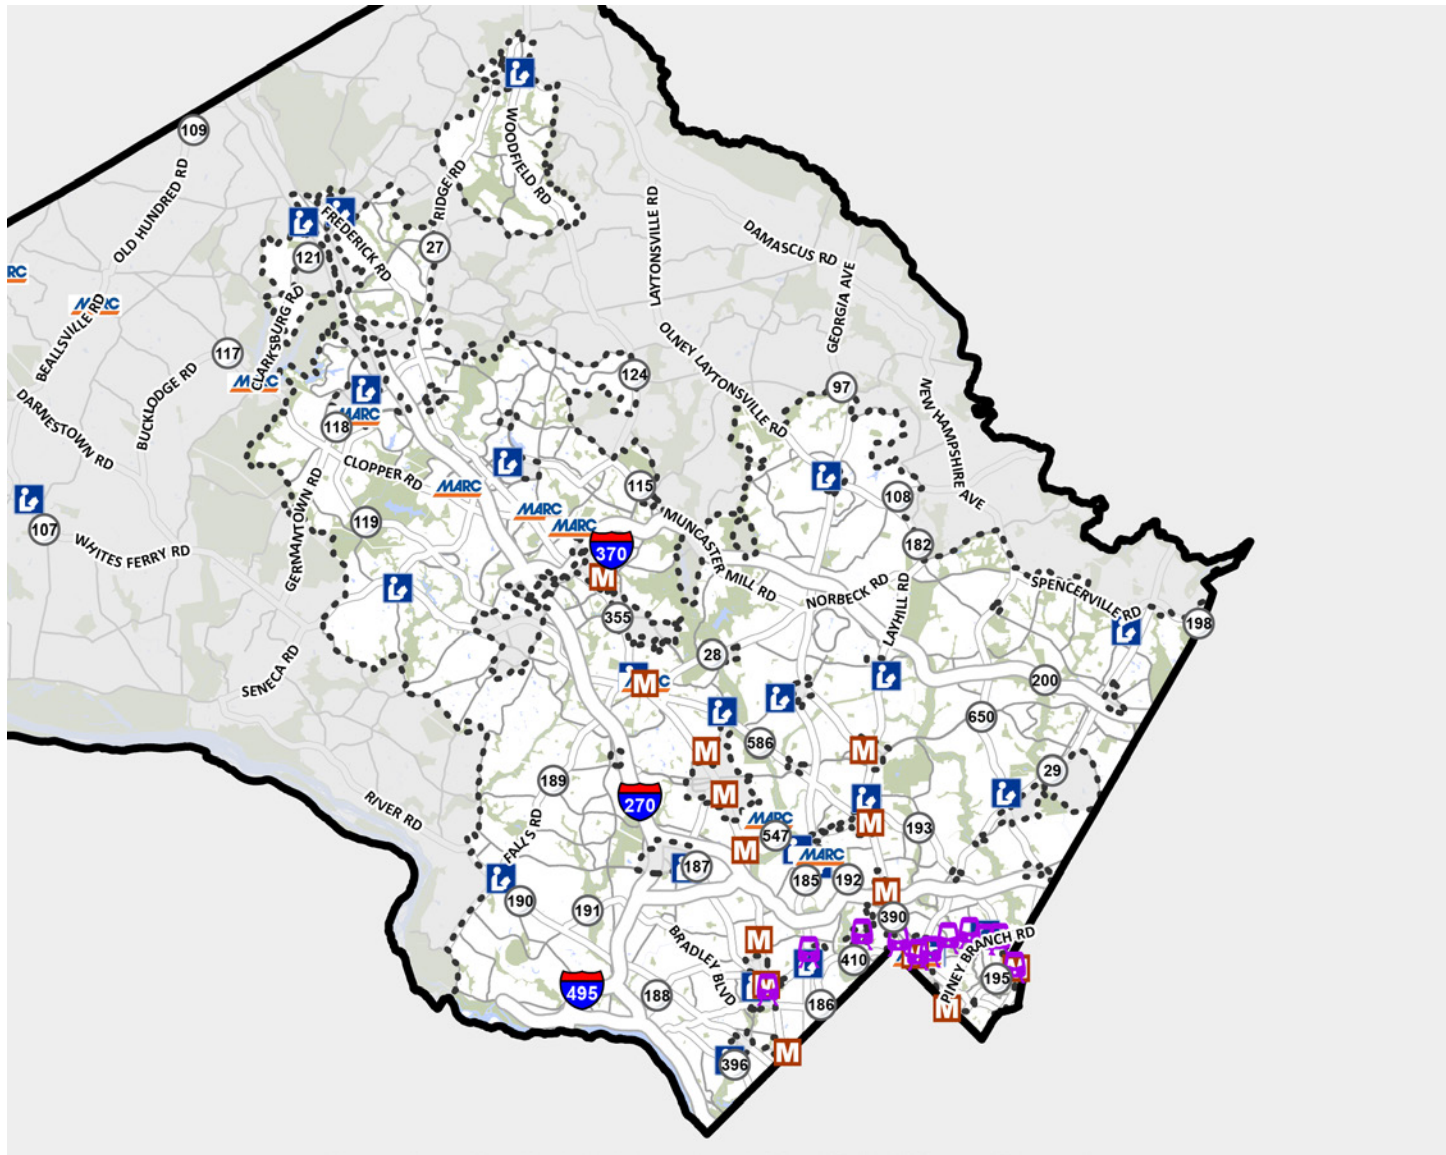 109
WOODFIELD RD
OLD HUNDRED RD
RIDGE RD
LAYTONSVILLE RD
FREDERICK RD
27
DAMASCUS RD
121
RC
MARC
BEALLSVILLE RD
CLARKSBURG RD
GEORGIA AVE
117
OLNEY LAYTONSVILLE RD
BUCKLODGE RD
MARC
124
97
DARNESTOWN RD
MARC
118
NEW HAMPSHIRE AVE
CLOPPER RD
MARC
115
108
107
119
MARC
MARC
GERMANTOWN RD
WHITES FERRY RD
370
M
MUNCASTER MILL RD
182
NORBECK RD
LAYHILL RD
SPENCERVILLE RD
198
355
28
SENECA RD
M
200
650
586
M
M
29
189
M
270
RIVER RD
FALLS RD
MARC
547
M
193
M
MARC
187
185
192
M
190
191
390
BRADLEY BLVD
M
410
PINEY BRANCH RD
195
495
188
186
M
M
396